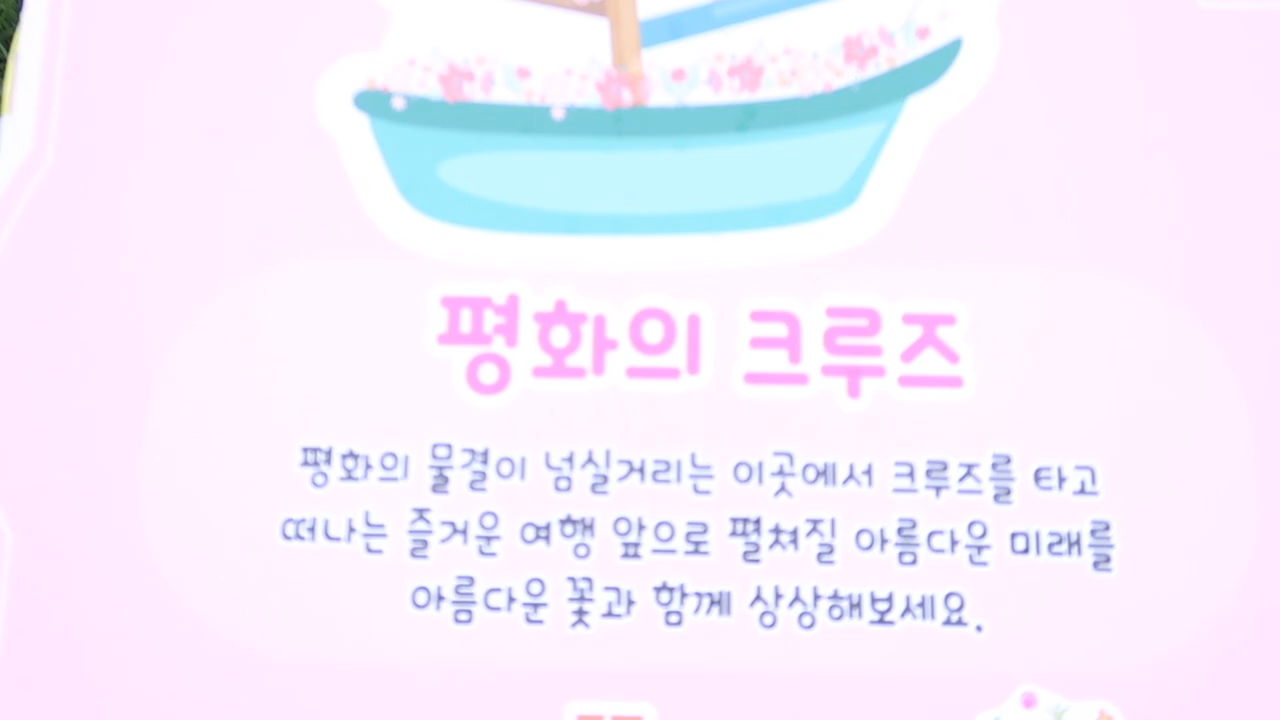 평화의 크루즈
평화의 물결이 넘실거리는 이곳에서 크루즈를 타고
떠나는 즐거운 여행 앞으로 펼쳐질 아름다운 미래를
아름다운 꽃과 함께 상상해보세요.